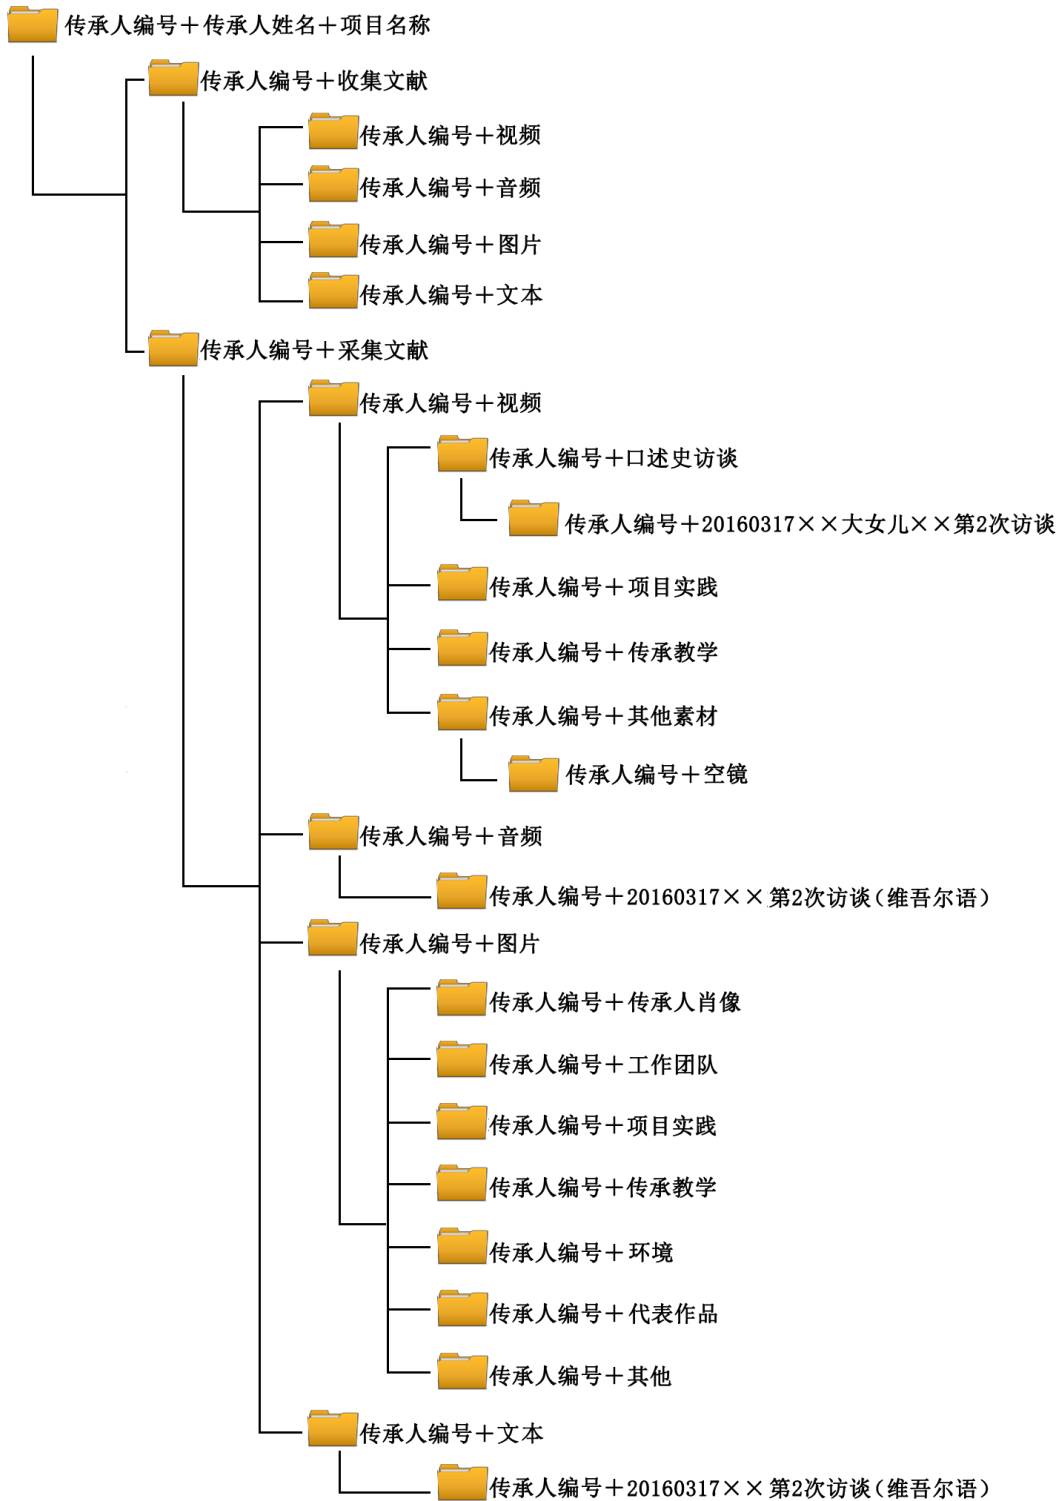 传承人编号＋传承人姓名＋项目名称
传承人编号＋收集文献
传承人编号＋视频
传承人编号＋音频
传承人编号＋图片
传承人编号＋文本
传承人编号＋采集文献
传承人编号＋视频
传承人编号＋口述史访谈
传承人编号＋20160317××大女儿××第2次访谈
传承人编号＋项目实践
传承人编号＋传承教学
传承人编号＋其他素材
传承人编号＋空镜
传承人编号＋音频
传承人编号＋20160317××第2次访谈（维吾尔语）
传承人编号＋图片
传承人编号＋传承人肖像
传承人编号＋工作团队
传承人编号＋项目实践
传承人编号＋传承教学
传承人编号＋环境
传承人编号＋代表作品
传承人编号＋其他
传承人编号＋文本
传承人编号＋20160317××第2次访谈（维吾尔语）